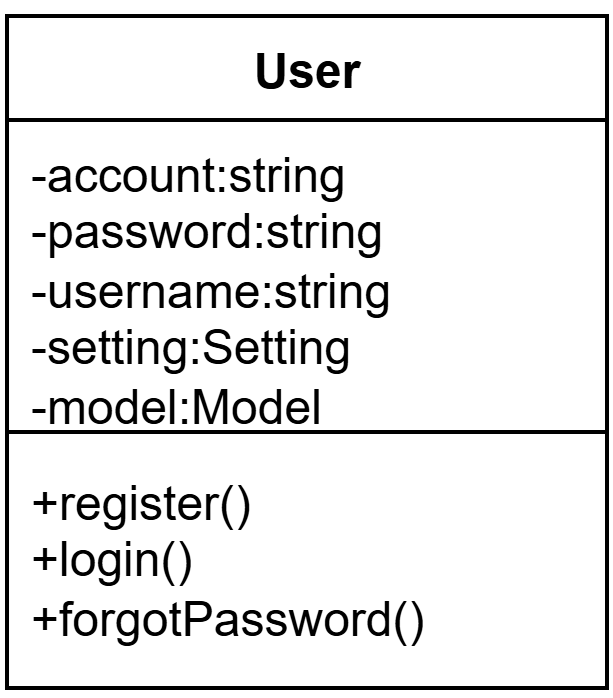 User
-account:string
-password:string
-username:string
-setting:Setting
-model:Model
+register()
+login()
+forgotPassword()